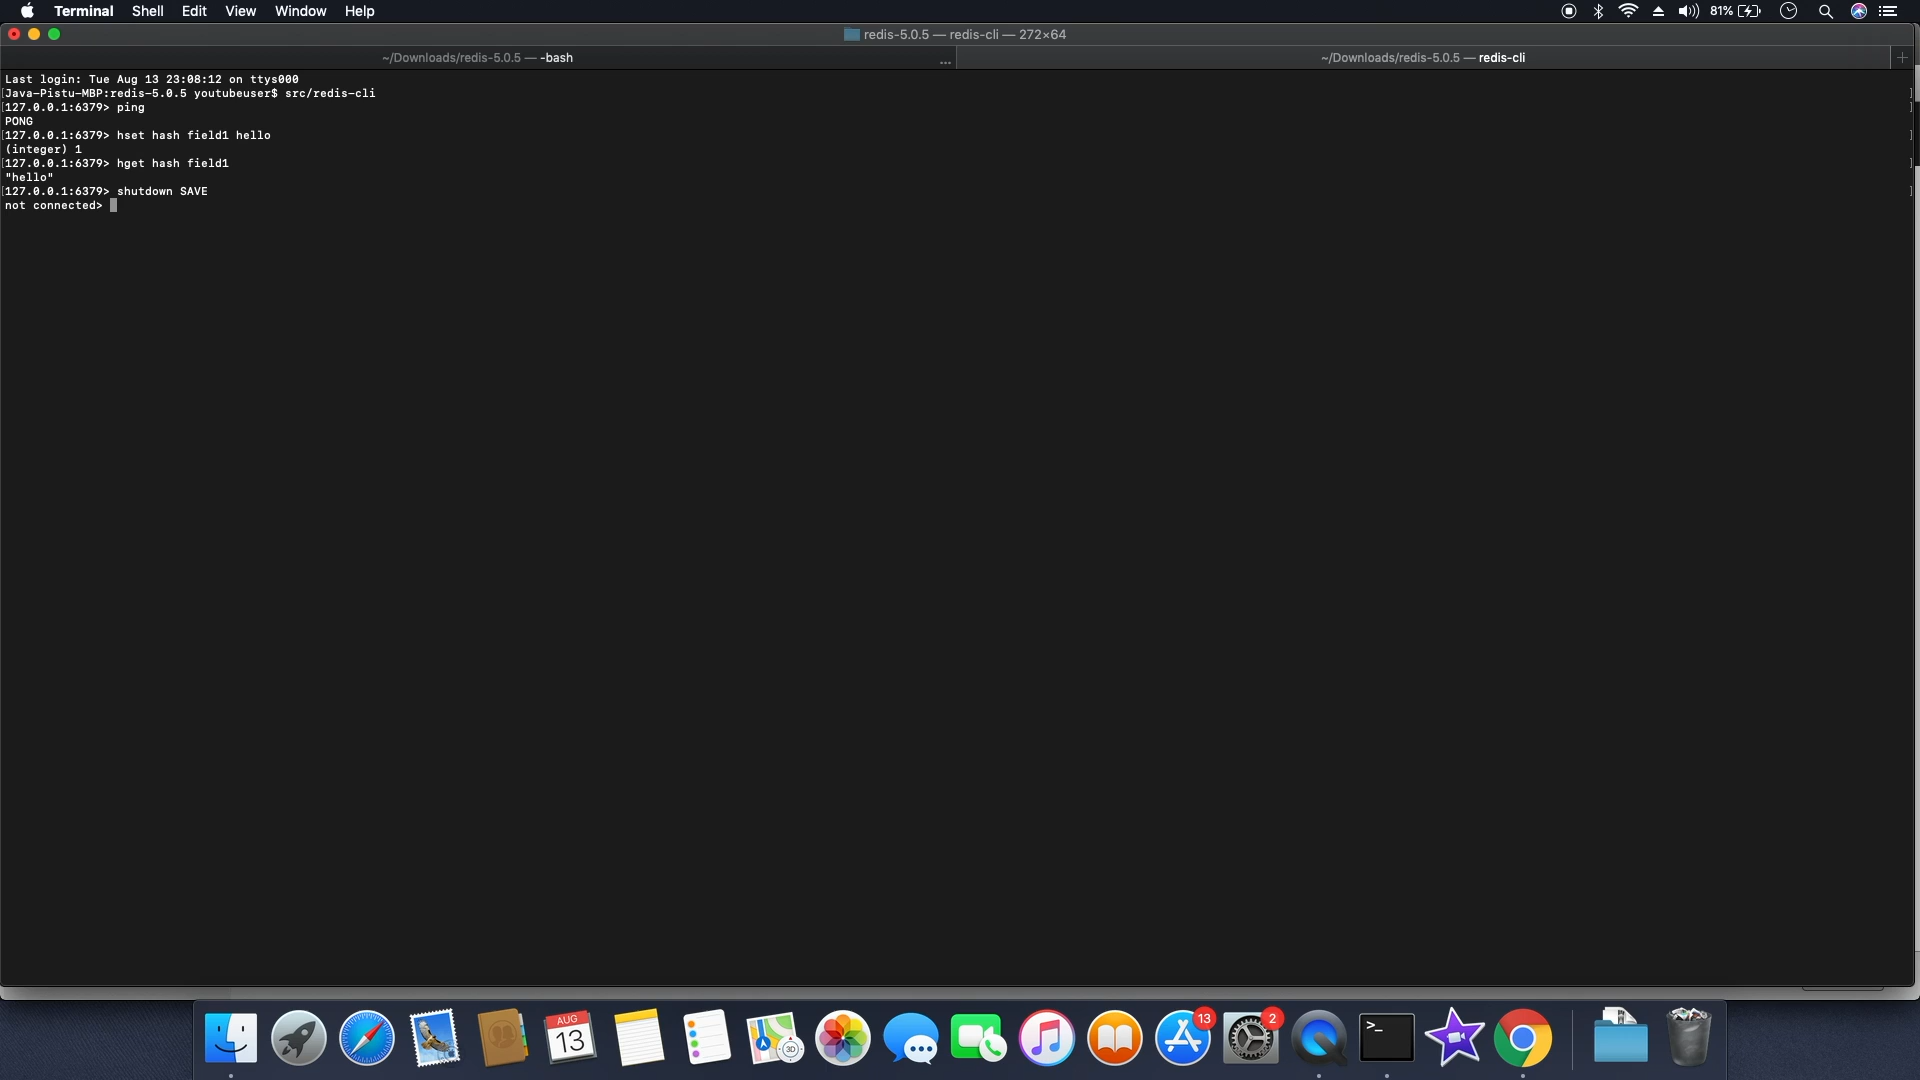 Terminal Shell Edit View Window Help 81%
redis-5.0.5 — redis-cli — 272×64
~/Downloads/redis-5.0.5 — -bash ... ~/Downloads/redis-5.0.5 — redis-cli +
Last login: Tue Aug 13 23:08:12 on ttys000
[Java-Pistu-MBP:redis-5.0.5 youtubeuser$ src/redis-cli ]
[127.0.0.1:6379> ping ]
PONG
[127.0.0.1:6379> hset hash field1 hello ]
(integer) 1
[127.0.0.1:6379> hget hash field1 ]
"hello"
[127.0.0.1:6379> shutdown SAVE ]
not connected>
AUG
13
3D
13
2
>_